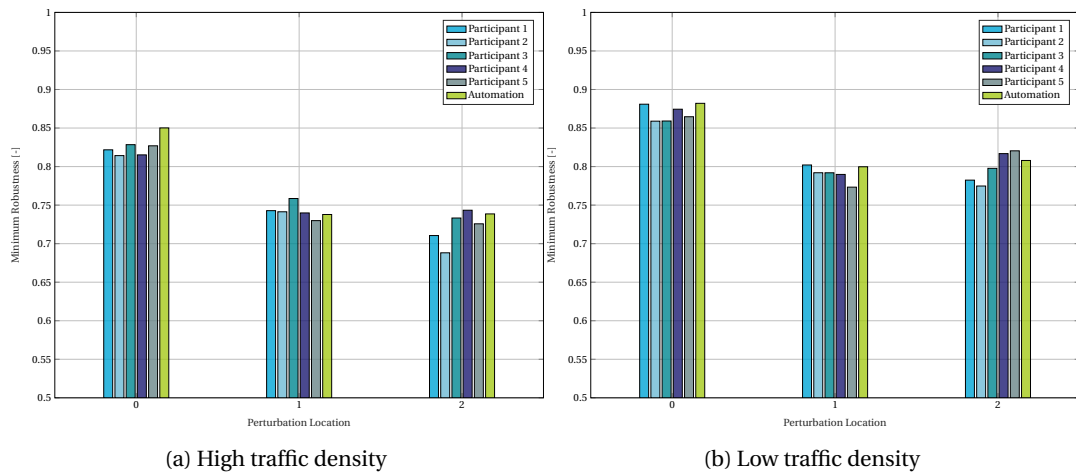 1
0.95
0.9
0.85
0.8
0.75
0.7
0.65
0.6
0.55
0.5
0
1
2
Minimum Robustness [-]
Perturbation Location
Participant 1
Participant 2
Participant 3
Participant 4
Participant 5
Automation
(a) High traffic density
1
0.95
0.9
0.85
0.8
0.75
0.7
0.65
0.6
0.55
0.5
0
1
2
Minimum Robustness [-]
Perturbation Location
Participant 1
Participant 2
Participant 3
Participant 4
Participant 5
Automation
(b) Low traffic density